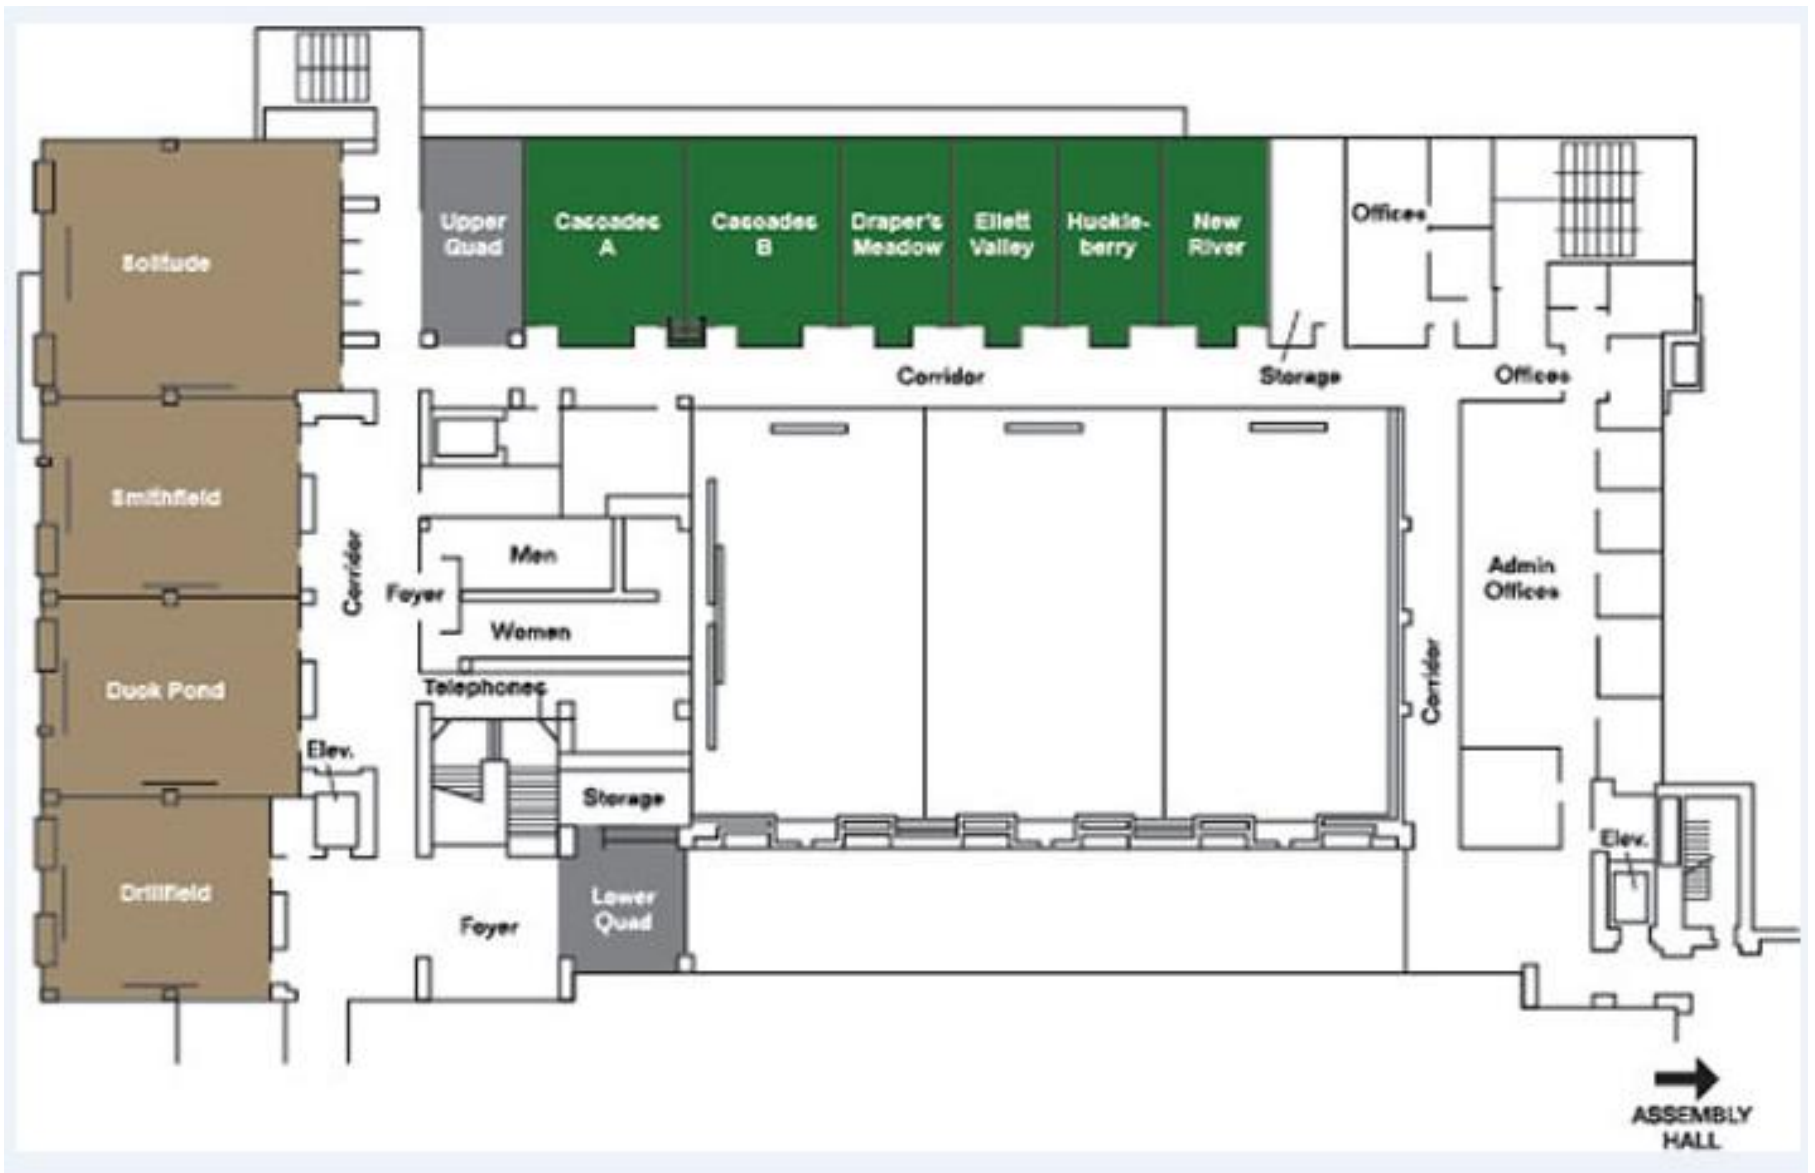 Upper
Quad
Cascades
A
Cascades
B
Draper's
Meadow
Ellett
Valley
Huckle-
berry
New
River
Offices
Solitude
Corridor
Storage
Offices
Smithfield
Corridor
Men
Foyer
Women
Admin
Offices
Telephones
Duck Pond
Corridor
Elev.
Storage
Elev.
Drillfield
Foyer
Lower
Quad
ASSEMBLY
HALL